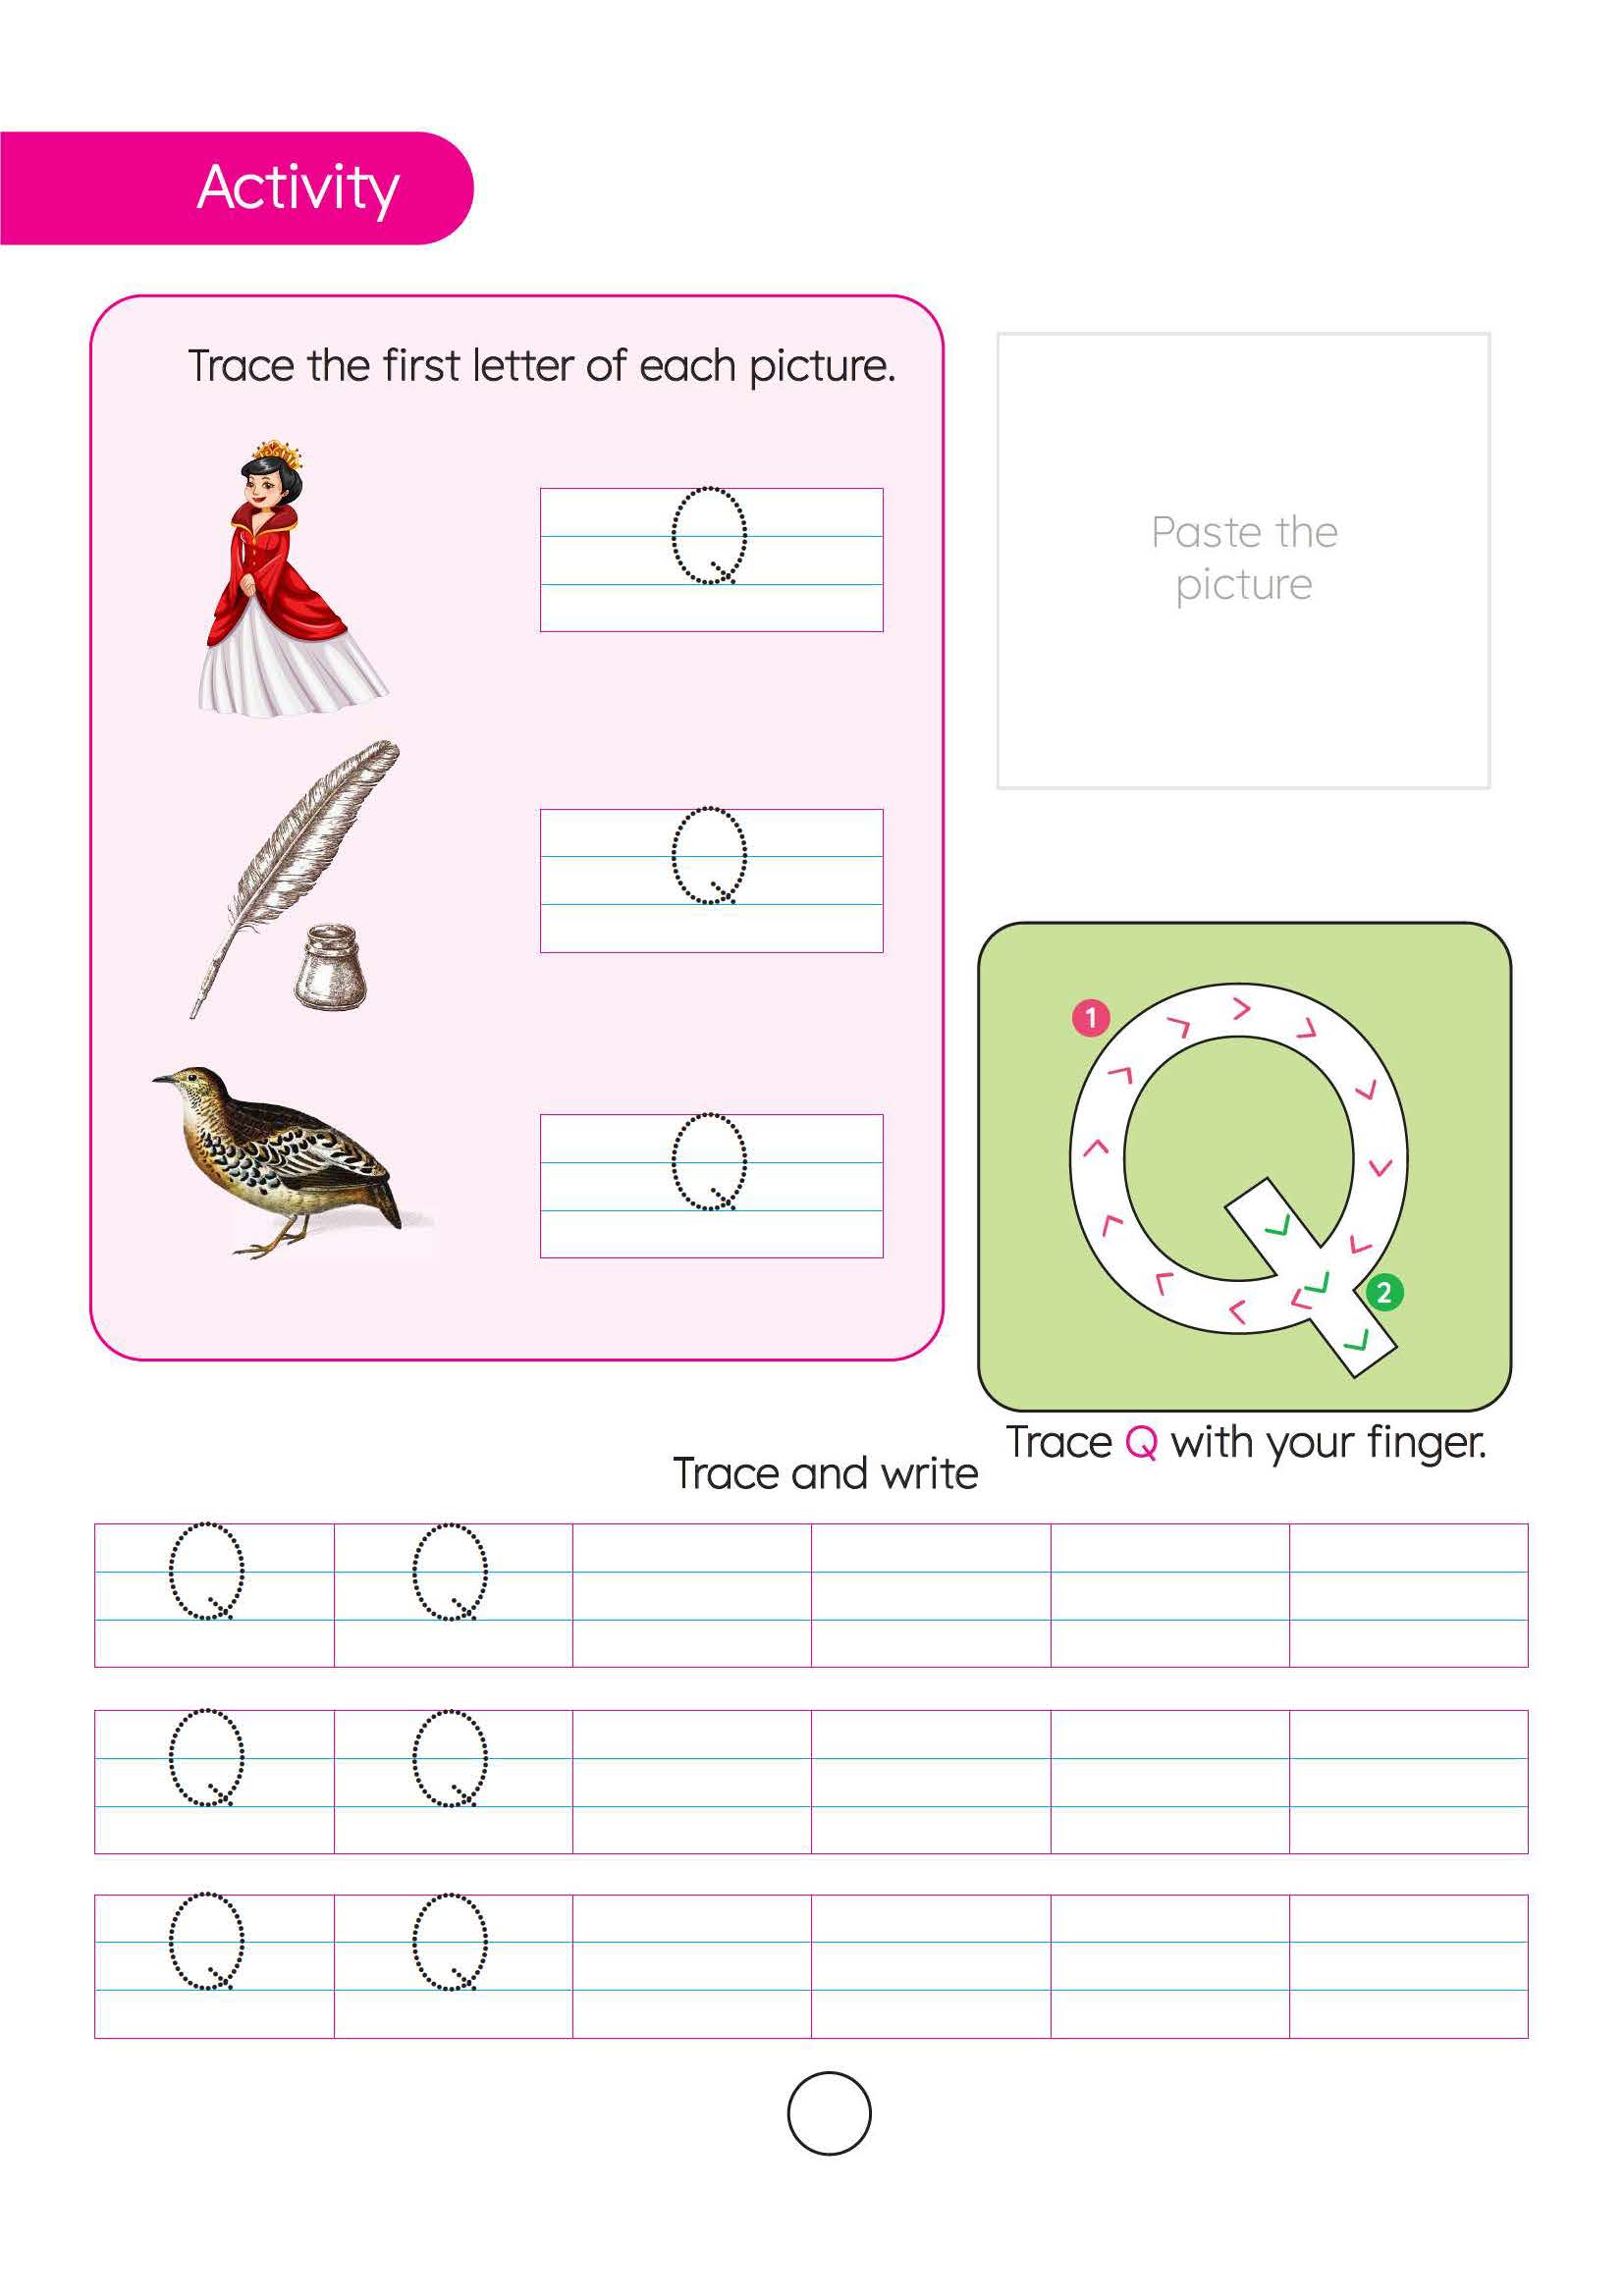 Activity
Trace the first letter of each picture.
Q
Q
Q
Paste the
picture
1
2
Trace Q with your finger.
Trace and write
Q Q
Q Q
Q Q